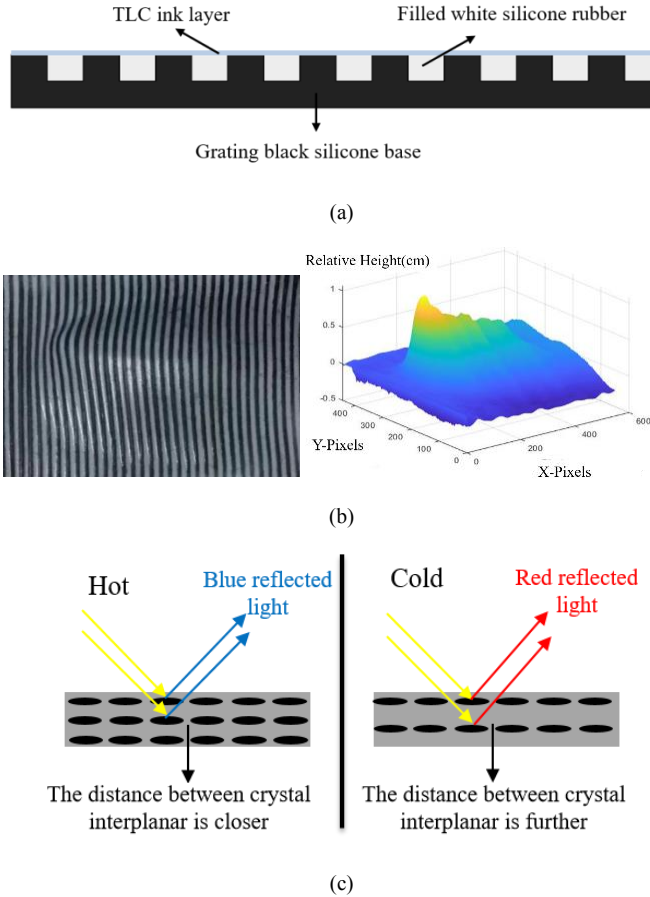 TLC ink layer
Filled white silicone rubber
Grating black silicone base
(a)
Relative Height(cm)
1
0.5
0
-0.5
400
300
200
100
0
Y-Pixels
0
200
400
600
X-Pixels
(b)
Hot
Blue reflected
light
The distance between crystal
interplanar is closer
Cold
Red reflected
light
The distance between crystal
interplanar is further
(c)